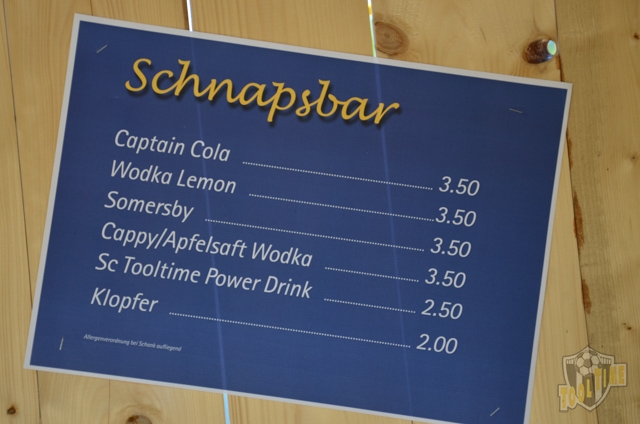 Schnapsbar
Captain Cola ........ 3.50
Wodka Lemon ........ 3.50
Somersby ........ 3.50
Cappy/Apfelsaft Wodka ........ 3.50
Sc Tooltime Power Drink ........ 2.50
Klopfer ........ 2.00
Allergenverordnung bei Schank aufliegend
TOOLTIME